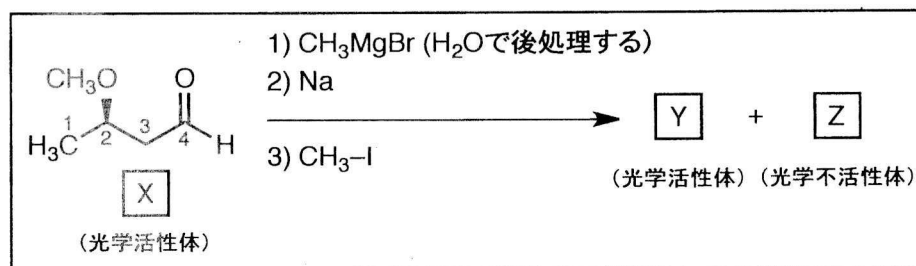 1) CH₃MgBr (H₂Oで後処理する)
2) Na
3) CH₃–I
CH₃O
O
1
2
3
4
H₃C
H
X
(光学活性体)
Y
+
Z
(光学活性体)
(光学不活性体)